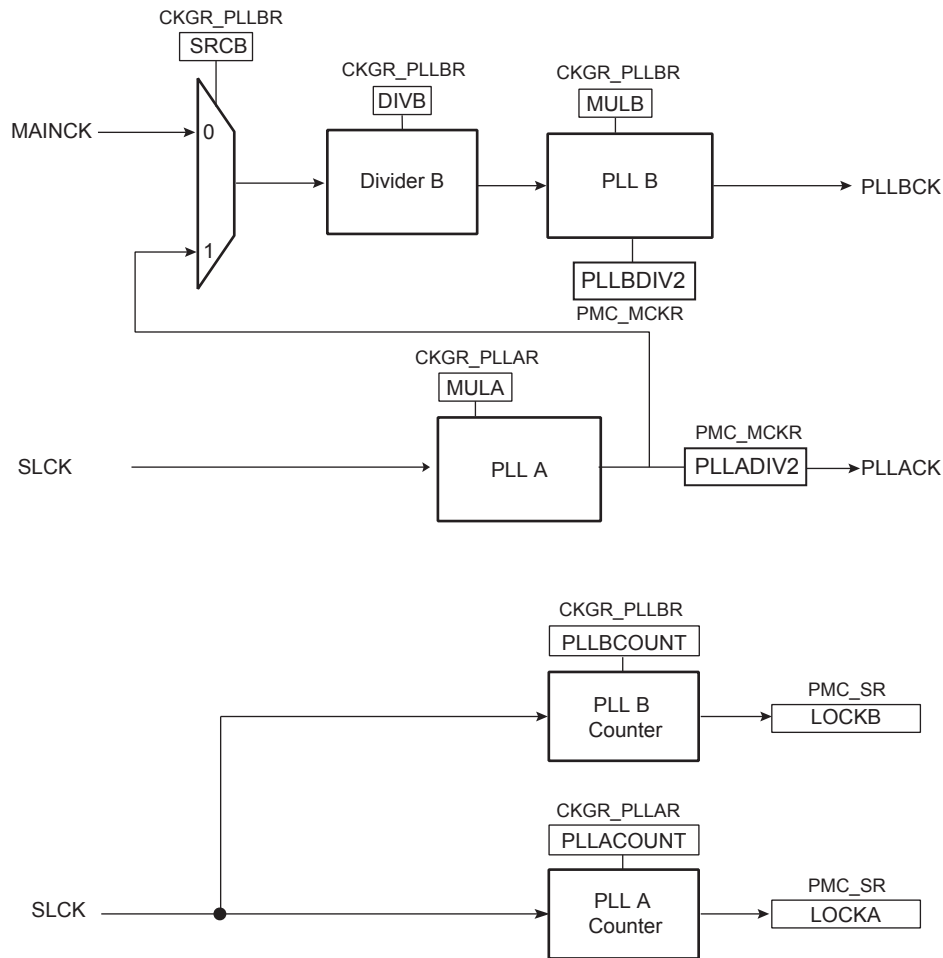 CKGR_PLLBR
SRCB
CKGR_PLLBR
DIVB
CKGR_PLLBR
MULB
MAINCK
0
Divider B
PLL B
PLLBCK
1
PLLBDIV2
PMC_MCKR
CKGR_PLLAR
MULA
PMC_MCKR
SLCK
PLL A
PLLADIV2
PLLACK
CKGR_PLLBR
PLLBCOUNT
PLL B
Counter
PMC_SR
LOCKB
CKGR_PLLAR
PLLACOUNT
SLCK
PLL A
Counter
PMC_SR
LOCKA